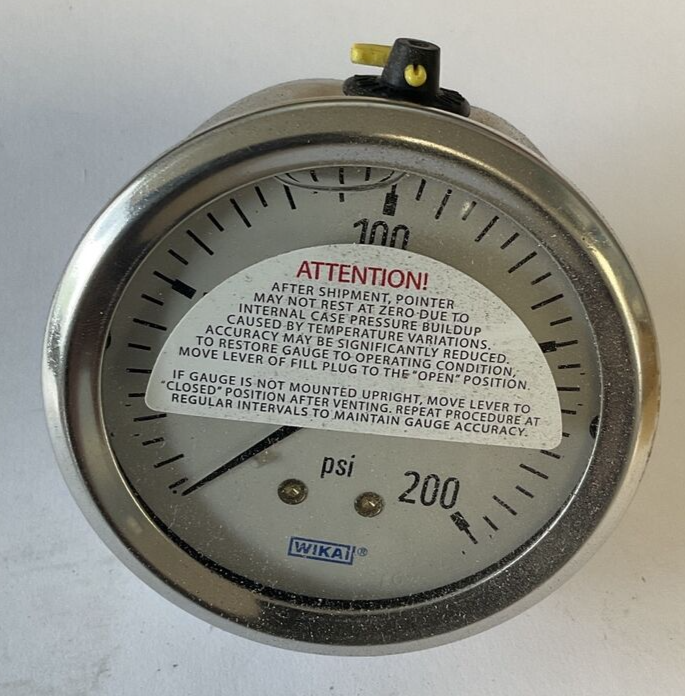 100
ATTENTION!
AFTER SHIPMENT, POINTER
MAY NOT REST AT ZERO DUE TO
INTERNAL CASE PRESSURE BUILDUP
CAUSED BY TEMPERATURE VARIATIONS.
ACCURACY MAY BE SIGNIFICANTLY REDUCED.
TO RESTORE GAUGE TO OPERATING CONDITION,
MOVE LEVER OF FILL PLUG TO THE "OPEN" POSITION.
IF GAUGE IS NOT MOUNTED UPRIGHT, MOVE LEVER TO
"CLOSED" POSITION AFTER VENTING. REPEAT PROCEDURE AT
REGULAR INTERVALS TO MAINTAIN GAUGE ACCURACY.
psi
200
WIKAI®